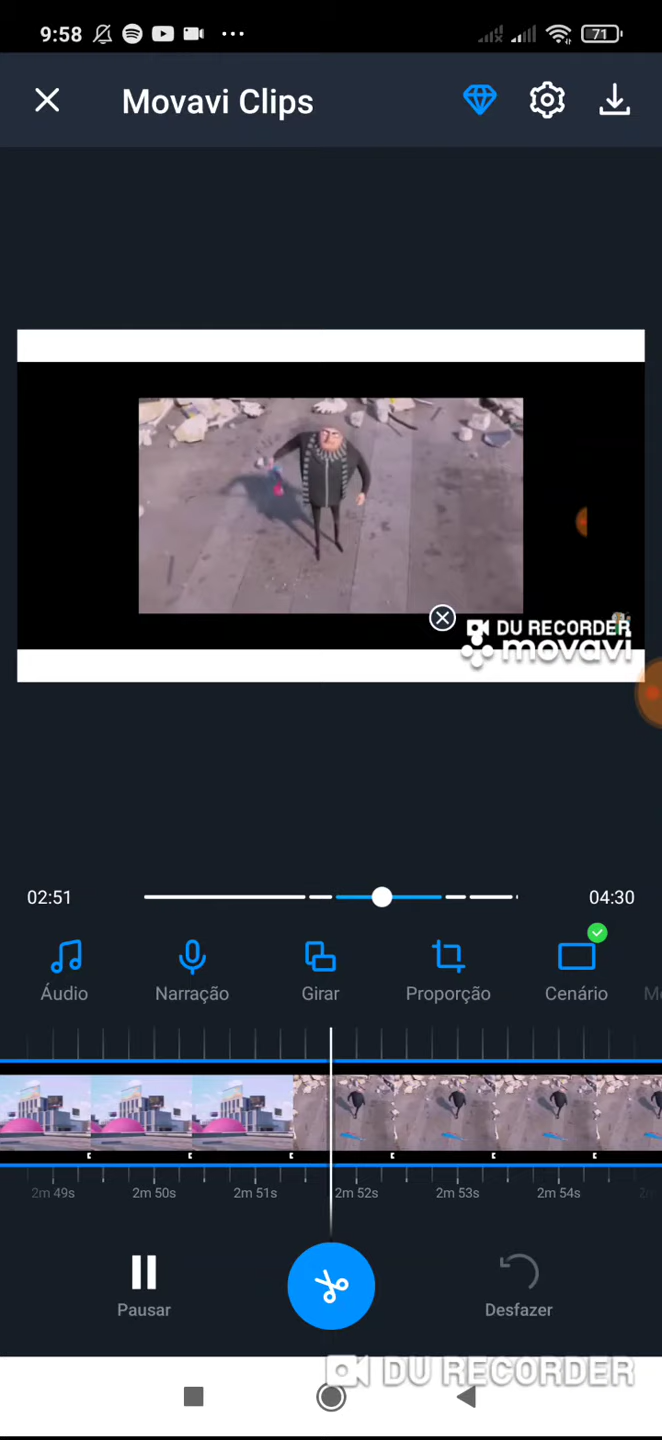 9:58
71
Movavi Clips
DU RECORDER
movavi
02:51
04:30
Áudio
Narração
Girar
Proporção
Cenário
2m 49s
2m 50s
2m 51s
2m 52s
2m 53s
2m 54s
Pausar
Desfazer
DU RECORDER